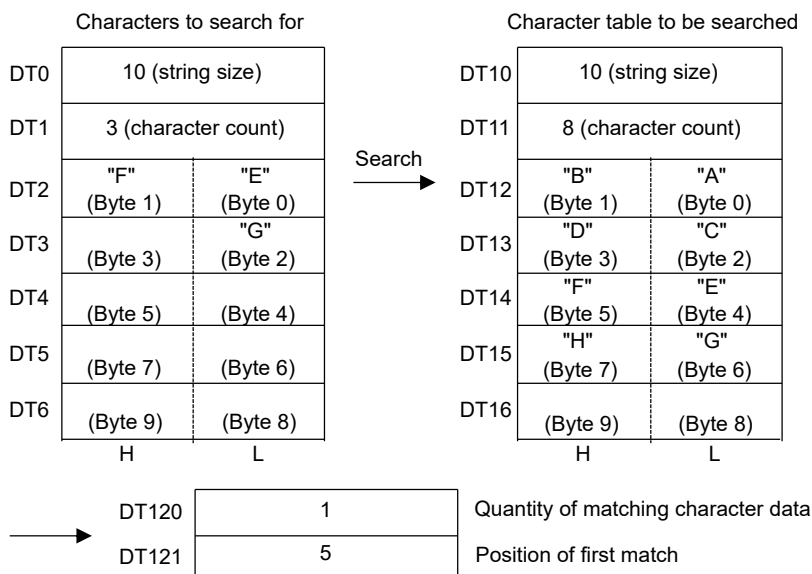 Characters to search for
DT0 10 (string size)
DT1 3 (character count)
DT2 "F" (Byte 1) "E" (Byte 0)
DT3 (Byte 3) "G" (Byte 2)
DT4 (Byte 5) (Byte 4)
DT5 (Byte 7) (Byte 6)
DT6 (Byte 9) (Byte 8)
H L
Search
Character table to be searched
DT10 10 (string size)
DT11 8 (character count)
DT12 "B" (Byte 1) "A" (Byte 0)
DT13 "D" (Byte 3) "C" (Byte 2)
DT14 "F" (Byte 5) "E" (Byte 4)
DT15 "H" (Byte 7) "G" (Byte 6)
DT16 (Byte 9) (Byte 8)
H L
DT120 1 Quantity of matching character data
DT121 5 Position of first match